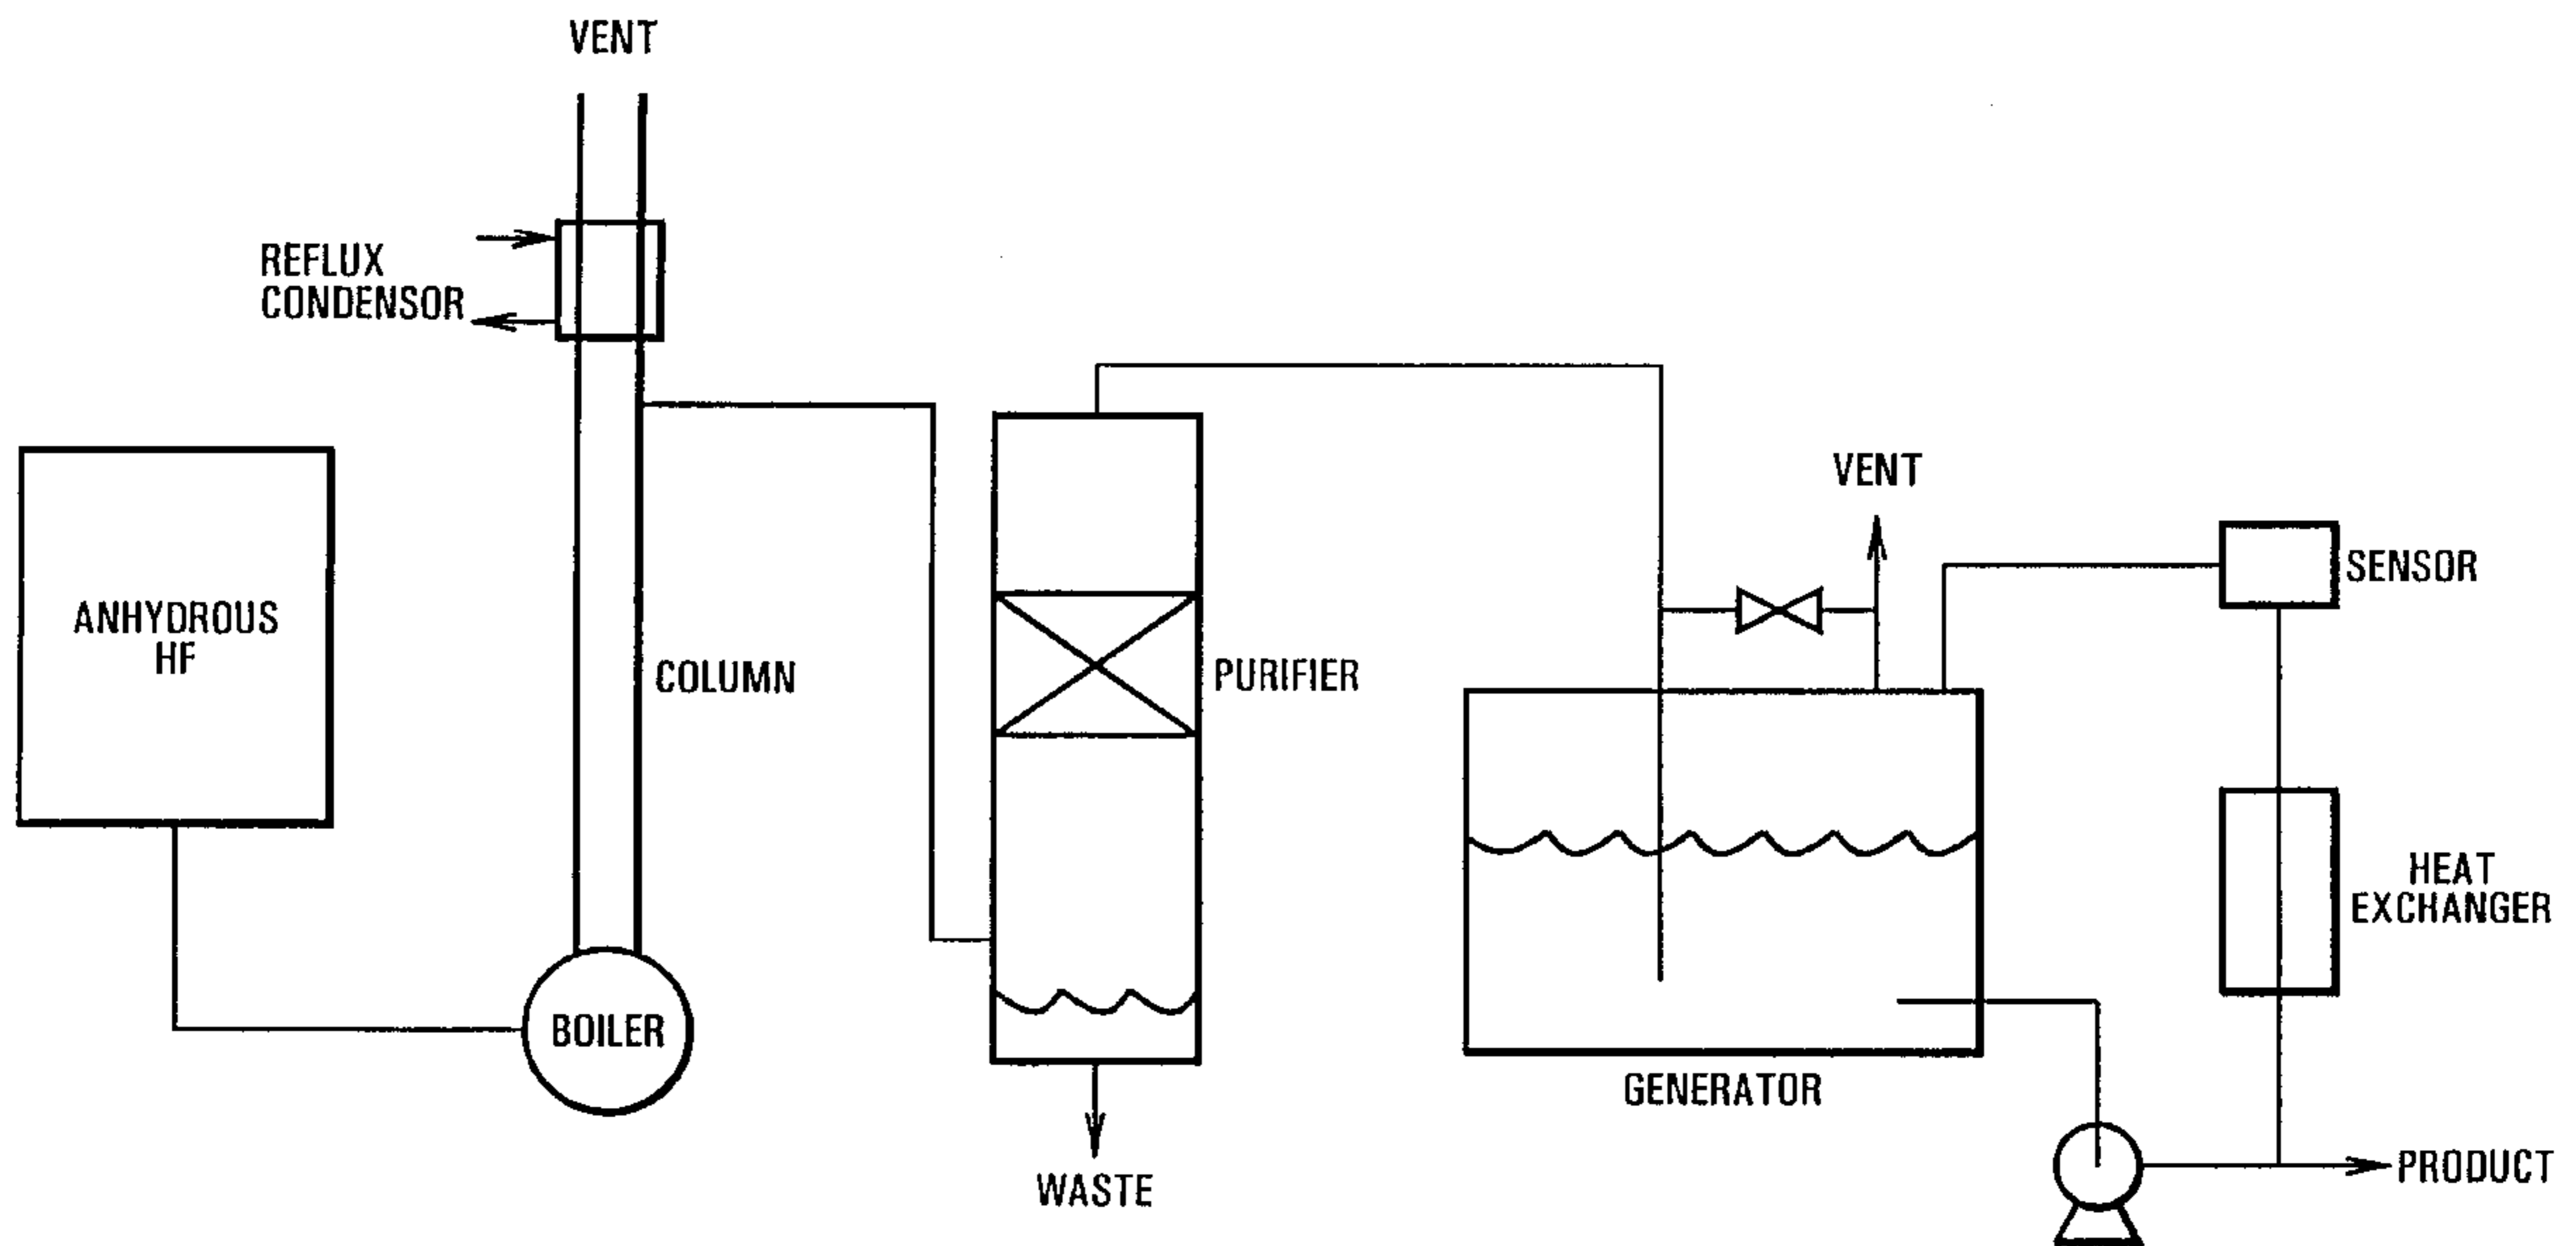 VENT
REFLUX
CONDENSOR
ANHYDROUS
HF
COLUMN
BOILER
PURIFIER
WASTE
VENT
SENSOR
HEAT
EXCHANGER
GENERATOR
PRODUCT